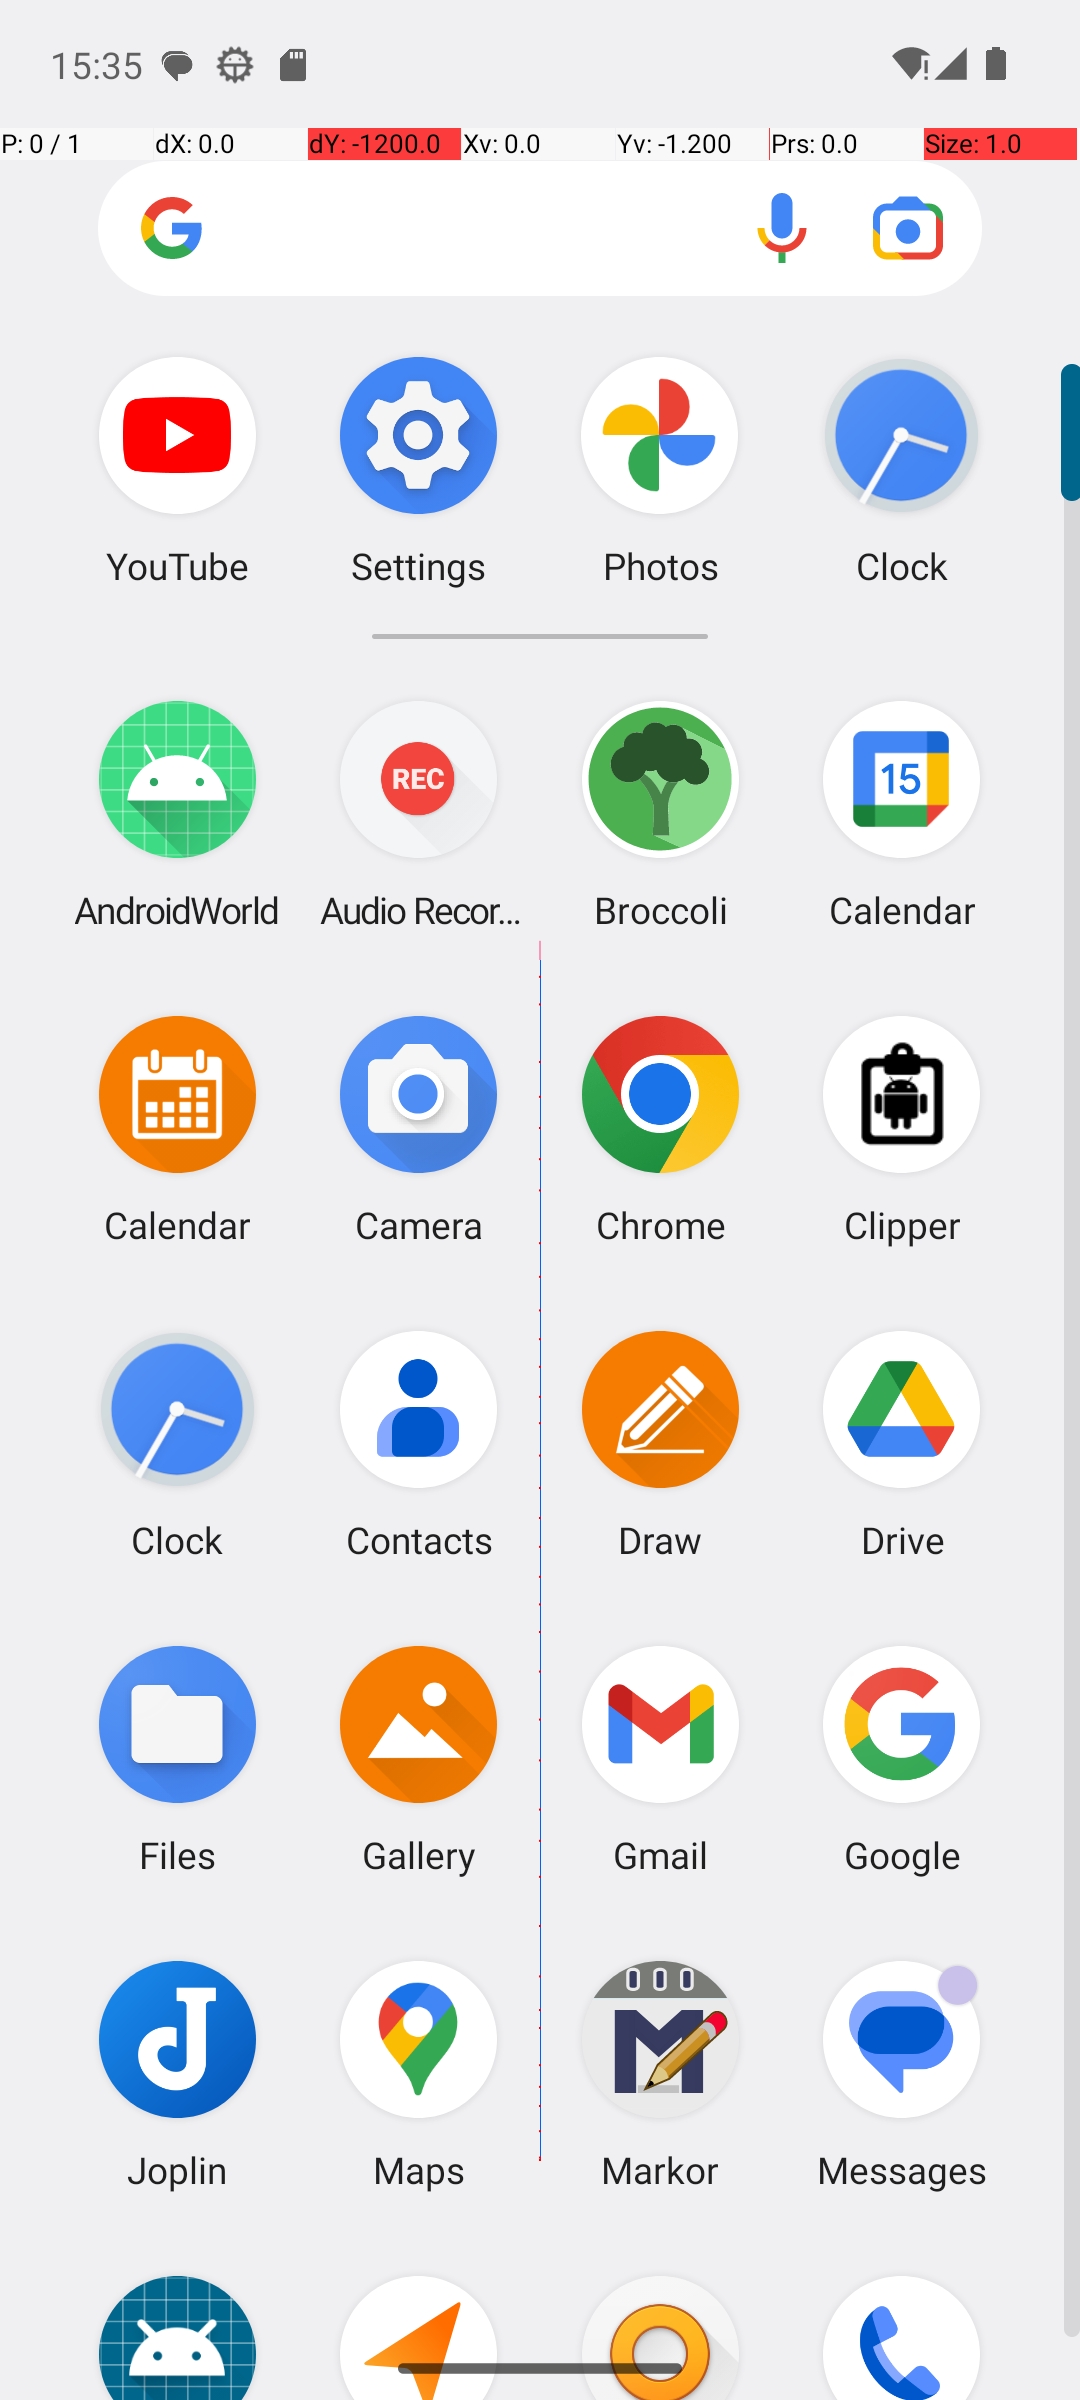 15:35
P: 0 / 1 dX: 0.0 dY: -1200.0 Xv: 0.0 Yv: -1.200 Prs: 0.0 Size: 1.0
YouTube Settings Photos Clock
REC 15
AndroidWorld Audio Recor... Broccoli Calendar
Calendar Camera Chrome Clipper
Clock Contacts Draw Drive
Files Gallery Gmail Google
Joplin Maps Markor Messages